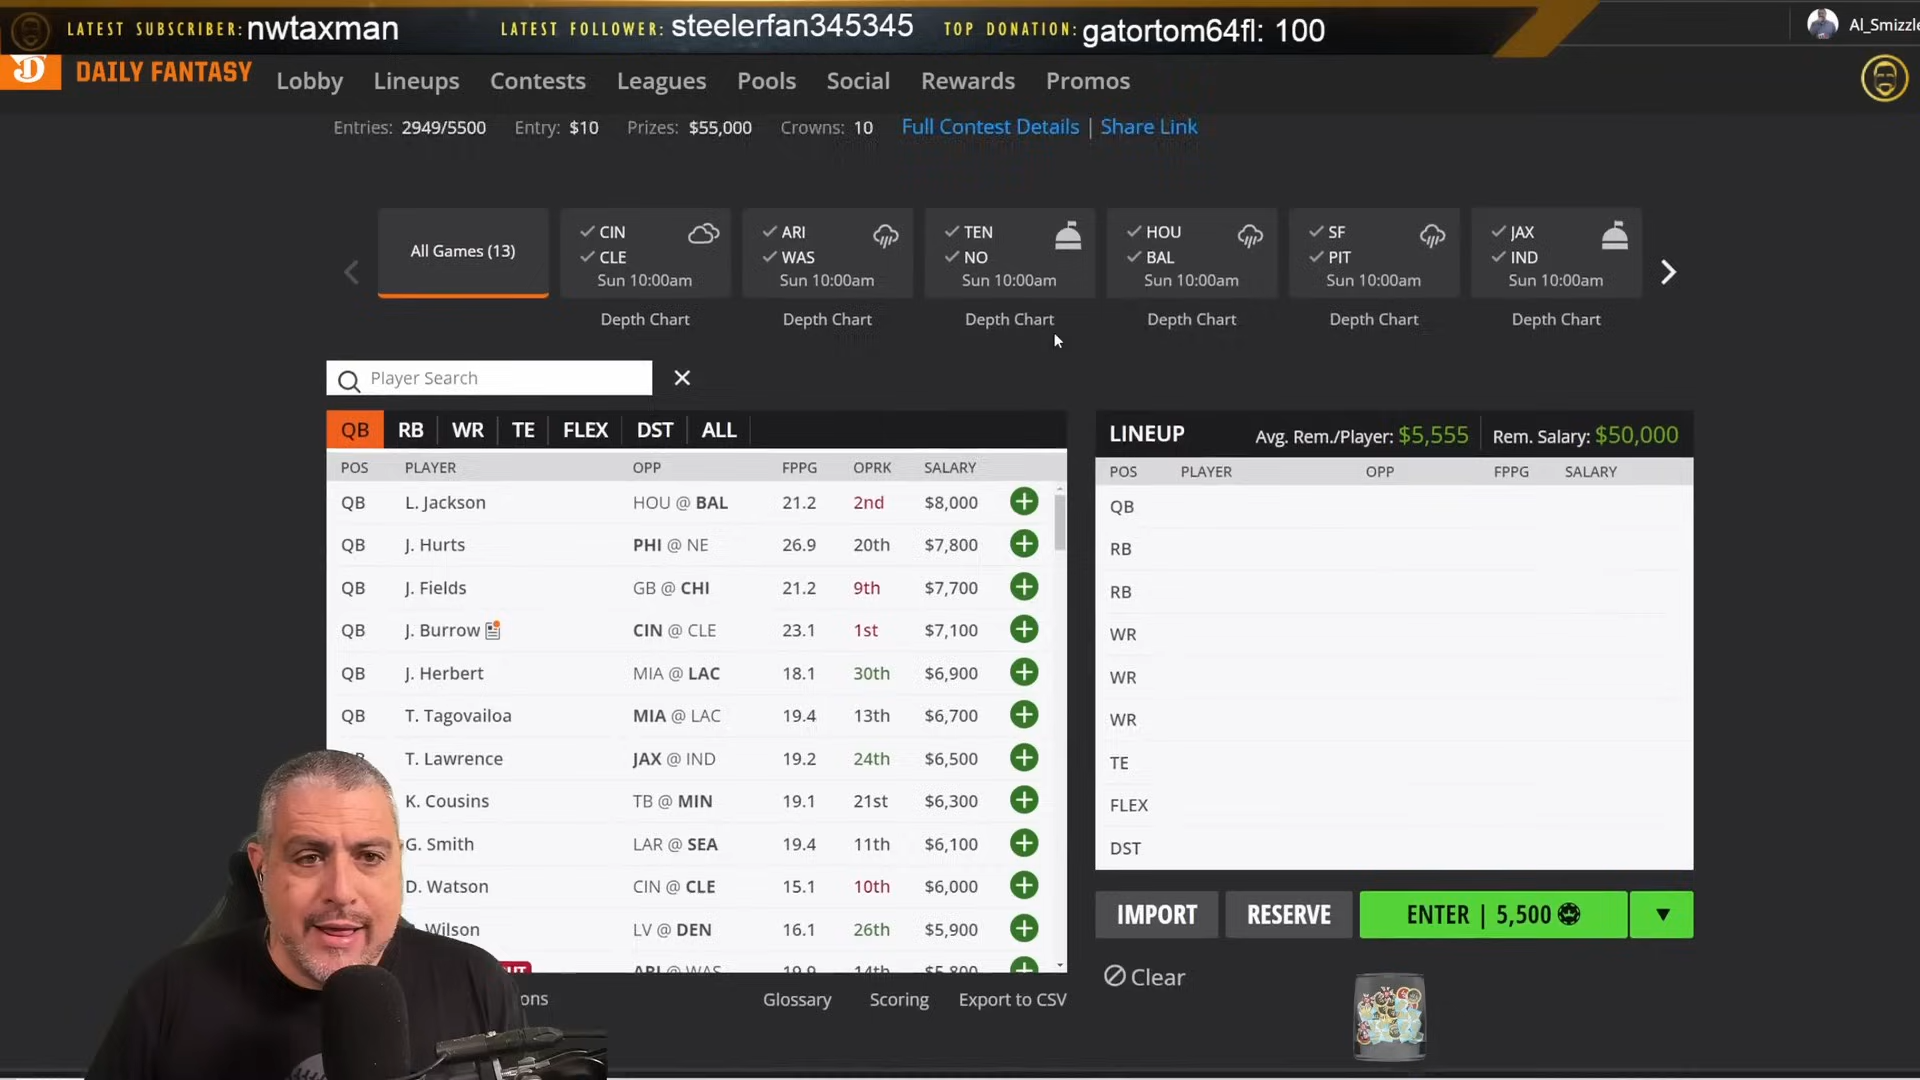 LATEST SUBSCRIBER: nwtaxman LATEST FOLLOWER: steelerfan345345 TOP DONATION: gatortom64fl: 100
Al_Smizzle
DAILY FANTASY Lobby Lineups Contests Leagues Pools Social Rewards Promos
Entries: 2949/5500 Entry: $10 Prizes: $55,000 Crowns: 10 Full Contest Details | Share Link
All Games (13)
CIN
CLE
Sun 10:00am
Depth Chart
ARI
WAS
Sun 10:00am
Depth Chart
TEN
NO
Sun 10:00am
Depth Chart
HOU
BAL
Sun 10:00am
Depth Chart
SF
PIT
Sun 10:00am
Depth Chart
JAX
IND
Sun 10:00am
Depth Chart
Player Search
QB RB WR TE FLEX DST ALL
POS PLAYER OPP FPPG OPRK SALARY
QB L. Jackson HOU @ BAL 21.2 2nd $8,000
QB J. Hurts PHI @ NE 26.9 20th $7,800
QB J. Fields GB @ CHI 21.2 9th $7,700
QB J. Burrow CIN @ CLE 23.1 1st $7,100
QB J. Herbert MIA @ LAC 18.1 30th $6,900
QB T. Tagovailoa MIA @ LAC 19.4 13th $6,700
T. Lawrence JAX @ IND 19.2 24th $6,500
K. Cousins TB @ MIN 19.1 21st $6,300
G. Smith LAR @ SEA 19.4 11th $6,100
D. Watson CIN @ CLE 15.1 10th $6,000
Wilson LV @ DEN 16.1 26th $5,900
ARI @ WAS 19.9 14th $5,800
Glossary Scoring Export to CSV
LINEUP Avg. Rem./Player: $5,555 Rem. Salary: $50,000
POS PLAYER OPP FPPG SALARY
QB
RB
RB
WR
WR
WR
TE
FLEX
DST
IMPORT RESERVE ENTER | 5,500
Clear